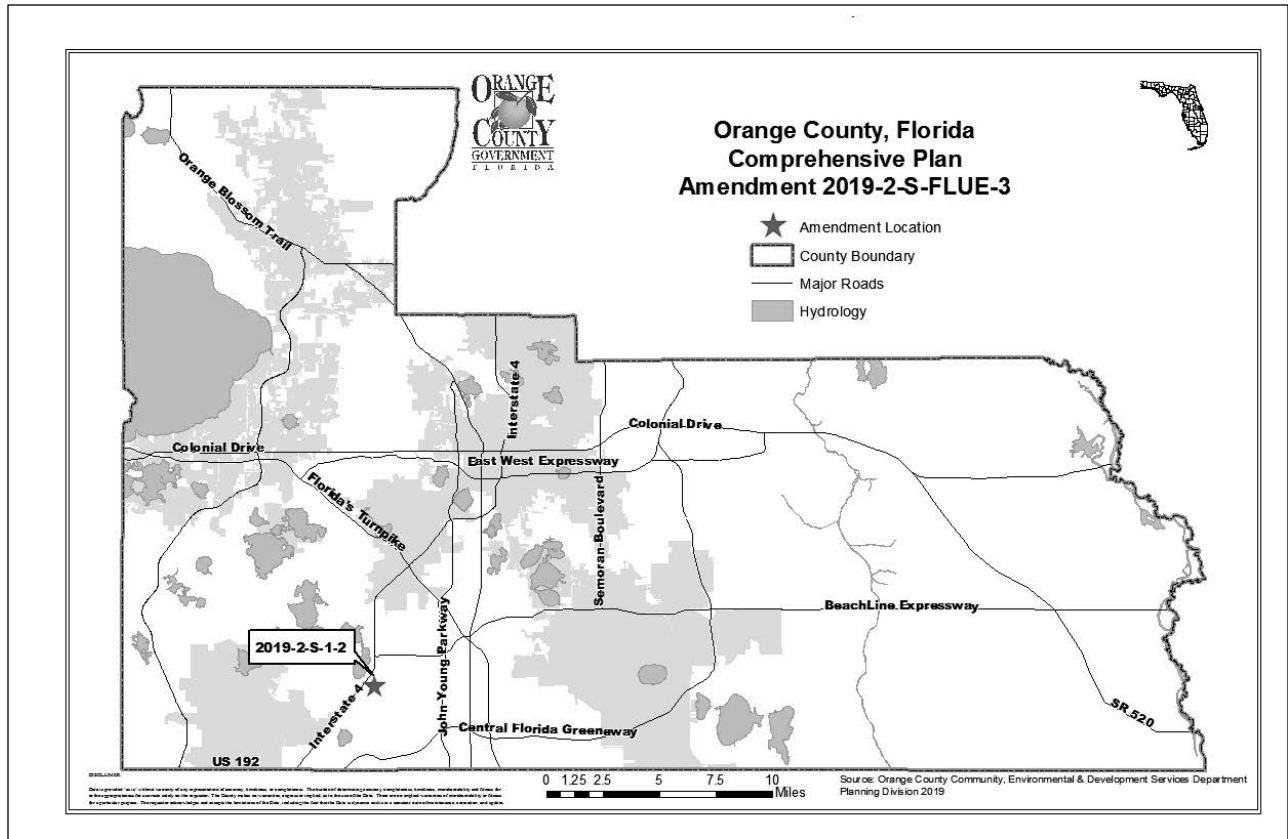 ORANGE
COUNTY
GOVERNMENT
FLORIDA
Orange County, Florida
Comprehensive Plan
Amendment 2019-2-S-FLUE-3
Amendment Location
County Boundary
Major Roads
Hydrology
Orange Blossom Trail
Interstate 4
Colonial Drive
Colonial Drive
East West Expressway
Florida's Turnpike
Semoran Boulevard
BeachLine Expressway
John Young Parkway
2019-2-S-1-2
Interstate 4
Central Florida Greeneway
SR 520
US 192
0 1.25 2.5 5 7.5 10
Miles
Source: Orange County Community, Environmental & Development Services Department
Planning Division 2019